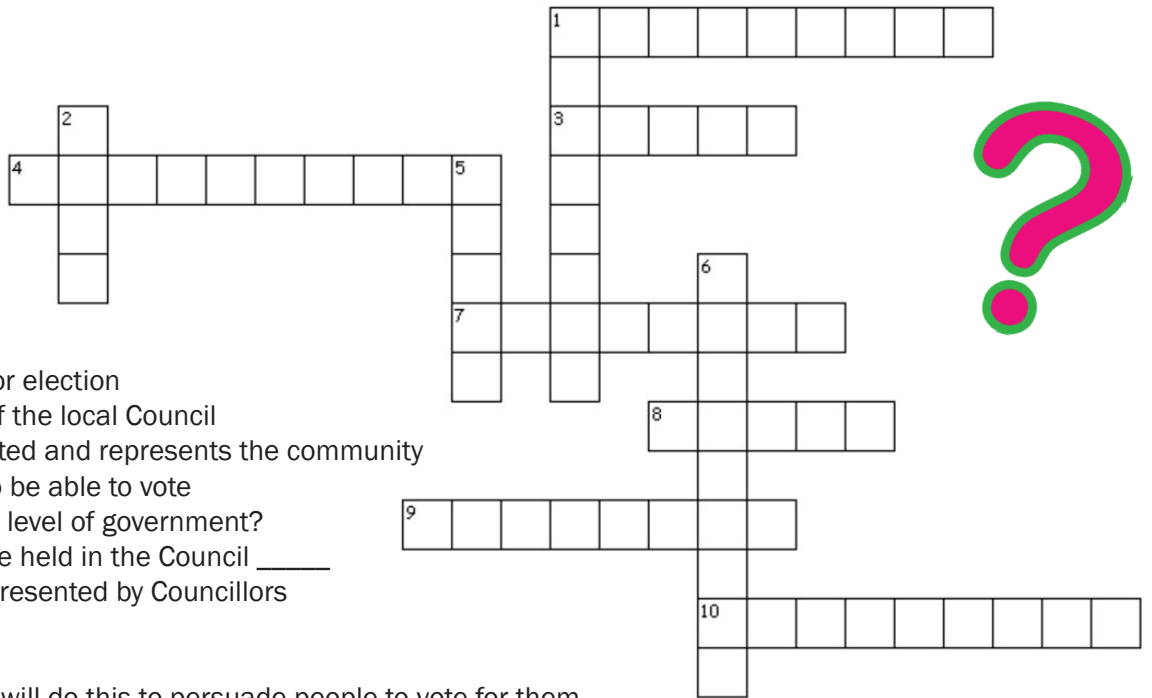 1
2 3
4 5
6
7
8
9
10
or election
f the local Council
ted and represents the community
o be able to vote
level of government?
e held in the Council _____
resented by Councillors
will do this to persuade people to vote for them
?